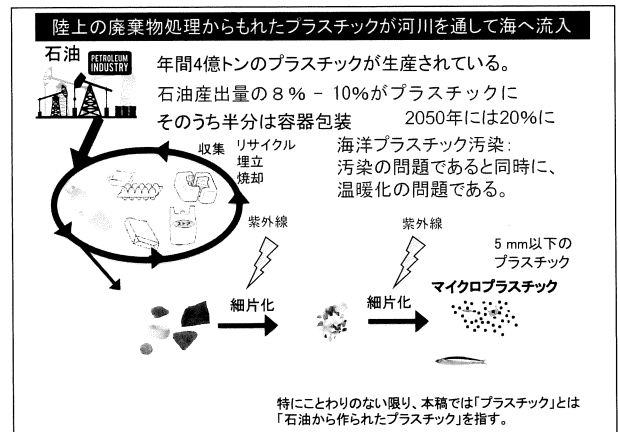 陸上の廃棄物処理からもれたプラスチックが河川を通して海へ流入
石油
PETROLEUM
INDUSTRY
年間4億トンのプラスチックが生産されている。
石油産出量の８％ − 10%がプラスチックに
そのうち半分は容器包装
2050年には20%に
収集
リサイクル
埋立
焼却
海洋プラスチック汚染：
汚染の問題であると同時に、
温暖化の問題である。
紫外線
紫外線
5 mm以下の
プラスチック
マイクロプラスチック
細片化
細片化
特にことわりのない限り、本稿では「プラスチック」とは
「石油から作られたプラスチック」を指す。